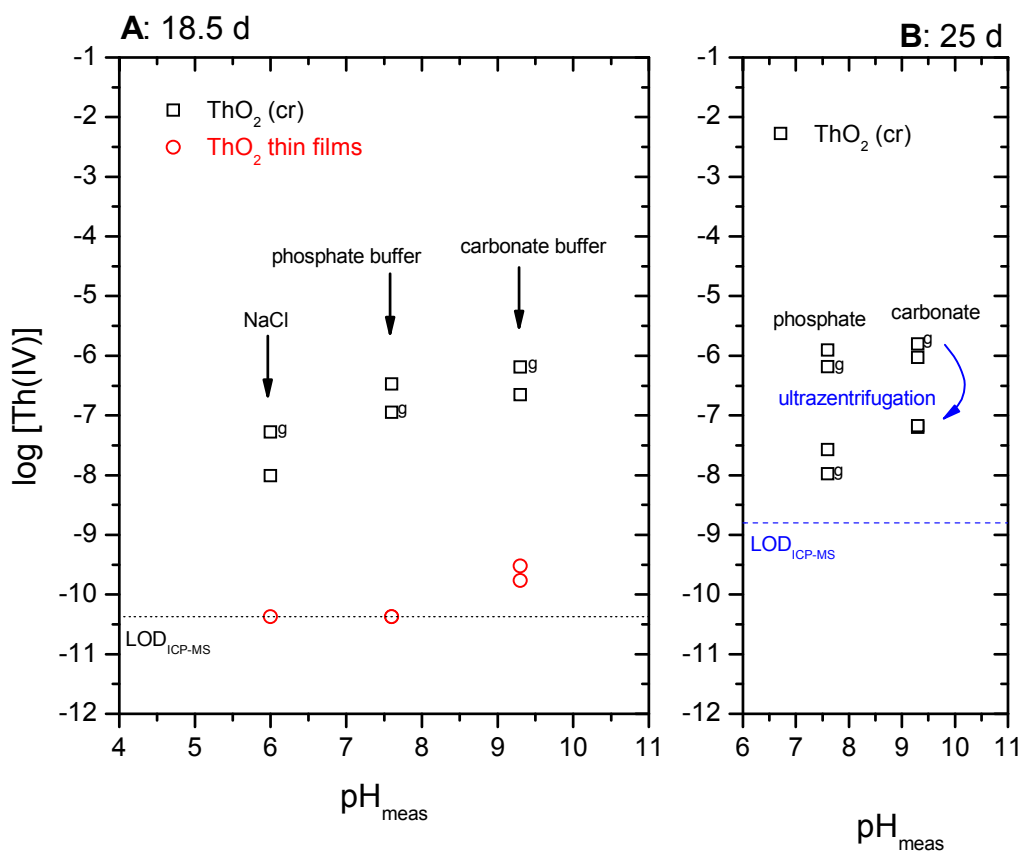 A: 18.5 d
B: 25 d
-1
-2
-3
-4
-5
-6
-7
-8
-9
-10
-11
-12
log [Th(IV)]
ThO2 (cr)
ThO2 thin films
NaCl
phosphate buffer
carbonate buffer
g
g
g
LODICP-MS
4 5 6 7 8 9 10 11
pHmeas
-1
-2
-3
-4
-5
-6
-7
-8
-9
-10
-11
-12
ThO2 (cr)
phosphate
carbonate
g
g
ultrazentrifugation
g
LODICP-MS
6 7 8 9 10 11
pHmeas